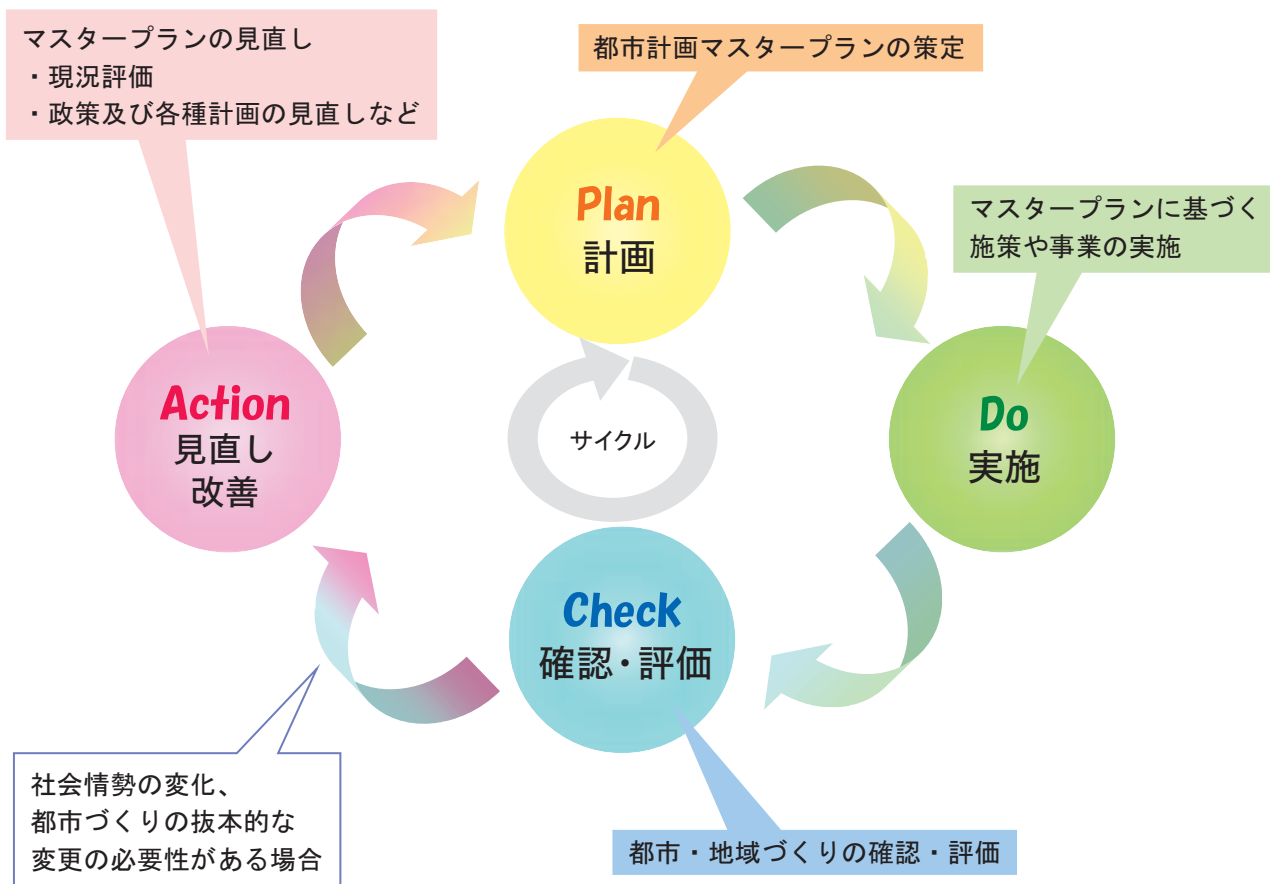 マスタープランの見直し
・現況評価
・政策及び各種計画の見直しなど
都市計画マスタープランの策定
Plan
計画
マスタープランに基づく
施策や事業の実施
Action
見直し
改善
サイクル
Do
実施
Check
確認・評価
社会情勢の変化、
都市づくりの抜本的な
変更の必要性がある場合
都市・地域づくりの確認・評価